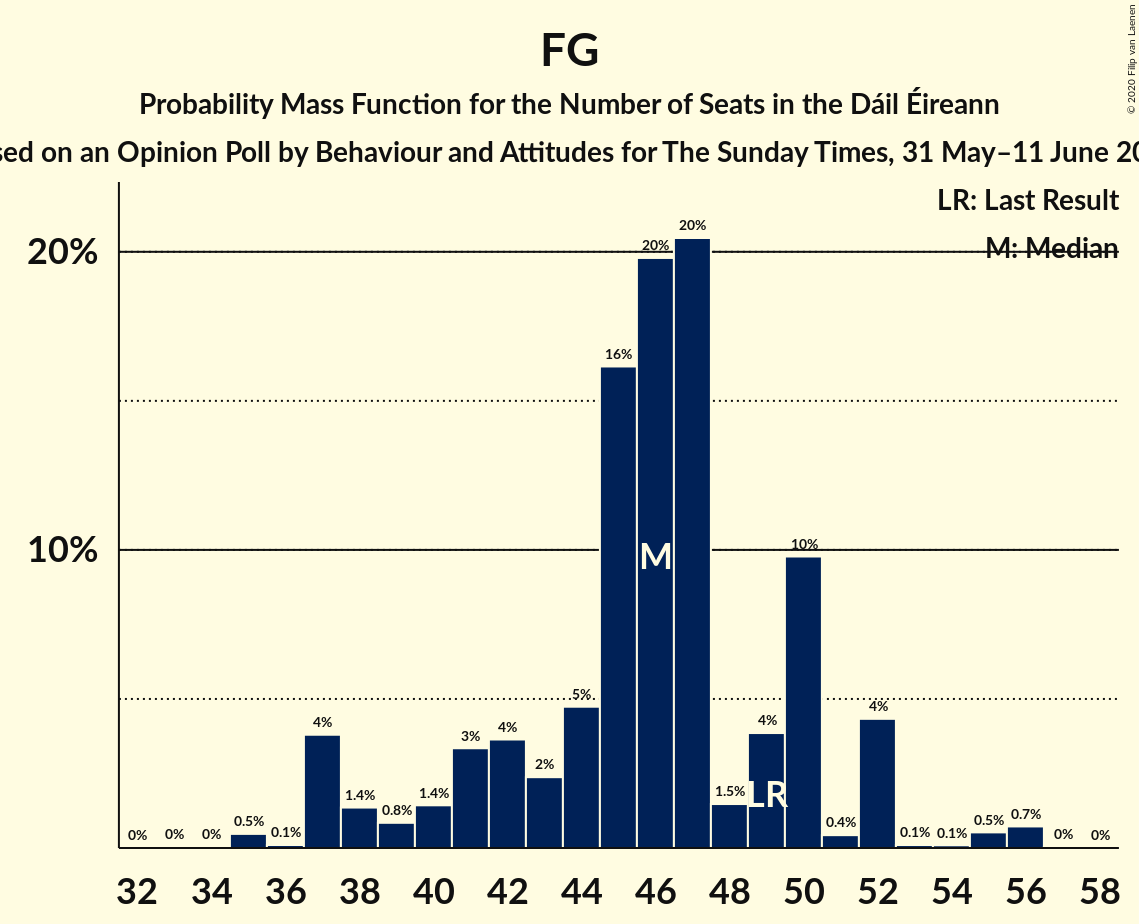 FG
Probability Mass Function for the Number of Seats in the Dáil Éireann
on an Opinion Poll by Behaviour and Attitudes for The Sunday Times, 31 May–11 June
© 2020 Filip van Laenen
LR: Last Result
M: Median
20%
10%
0% 0% 0% 0.5% 0.1% 4% 1.4% 0.8% 1.4% 3% 4% 2% 5% 16% 20% 20% 1.5% 4% 10% 0.4% 4% 0.1% 0.1% 0.5% 0.7% 0% 0%
M
LR
32 34 36 38 40 42 44 46 48 50 52 54 56 58